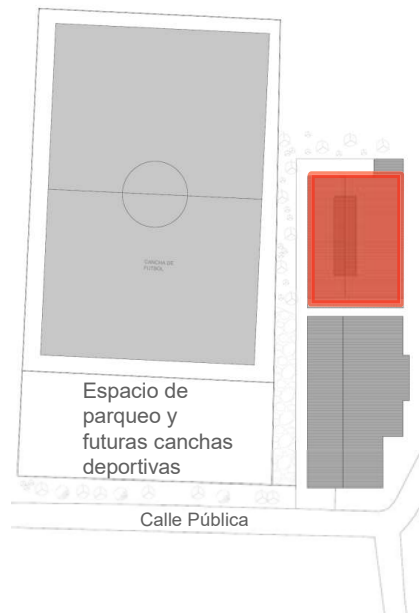 CANCHA DE
FUTBOL
Espacio de
parqueo y
futuras canchas
deportivas
Calle Pública